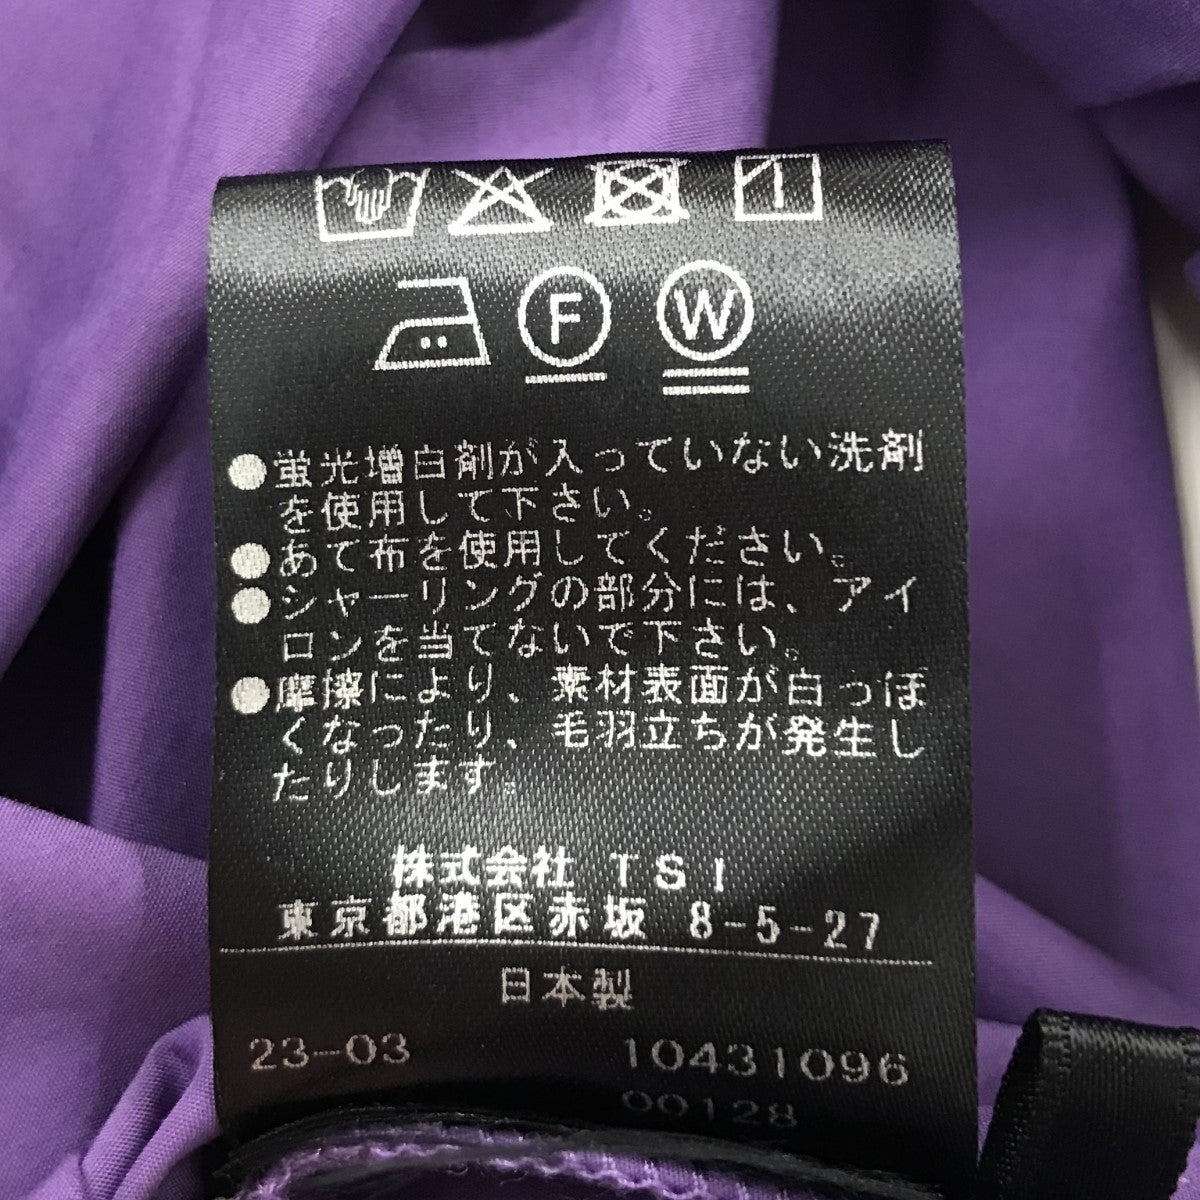 F W
●蛍光増白剤が入っていない洗剤
を使用して下さい。
●あて布を使用してください。
●シャーリングの部分には、アイ
ロンを当てないで下さい。
●摩擦により、素材表面が白っぽ
くなったり、毛羽立ちが発生し
たりします。
株式会社 TSI
東京都港区赤坂 8-5-27
日本製
23-03 10431096
00128